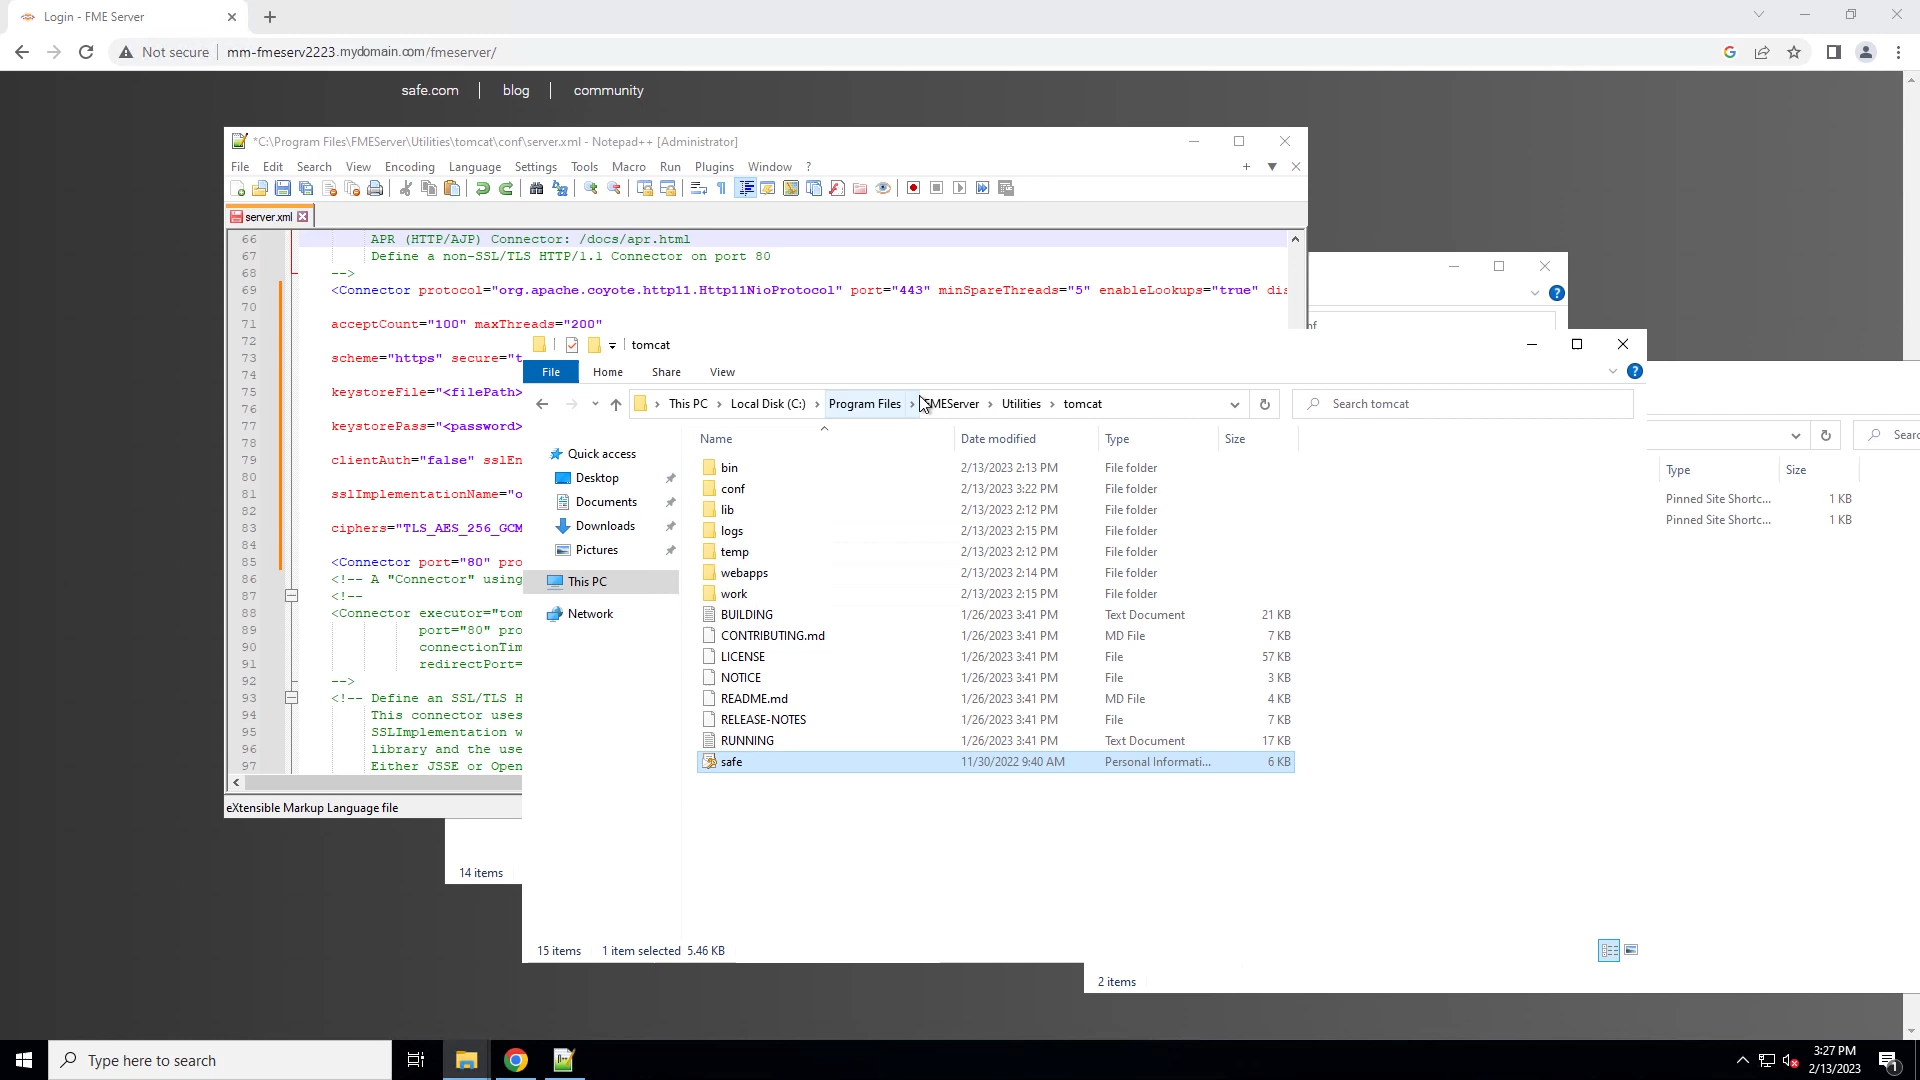 Login - FME Server
Not secure
mm-fmeserv2223.mydomain.com/fmeserver/
safe.com
blog
community
*C:\Program Files\FMEServer\Utilities\tomcat\conf\server.xml - Notepad++ [Administrator]
File Edit Search View Encoding Language Settings Tools Macro Run Plugins Window ?
server.xml
66 APR (HTTP/AJP) Connector: /docs/apr.html
67 Define a non-SSL/TLS HTTP/1.1 Connector on port 80
68 -->
69 <Connector protocol="org.apache.coyote.http11.Http11NioProtocol" port="443" minSpareThreads="5" enableLookups="true" dis
70
71 acceptCount="100" maxThreads="200"
72
73 scheme="https" secure="t
74
75 keystoreFile="<filePath>
76
77 keystorePass="<password>
78
79 clientAuth="false" sslEn
80
81 sslImplementationName="o
82
83 ciphers="TLS_AES_256_GCM
84
85 <Connector port="80" pro
86 <!-- A "Connector" using
87 <!--
88 <Connector executor="tom
89 port="80" pro
90 connectionTim
91 redirectPort=
92 -->
93 <!-- Define an SSL/TLS H
94 This connector uses
95 SSLImplementation w
96 library and the use
97 Either JSSE or Open
eXtensible Markup Language file
14 items
tomcat
File Home Share View
This PC > Local Disk (C:) > Program Files > FMEServer > Utilities > tomcat
Search tomcat
Quick access
Desktop
Documents
Downloads
Pictures
This PC
Network
Name Date modified Type Size
bin 2/13/2023 2:13 PM File folder
conf 2/13/2023 3:22 PM File folder
lib 2/13/2023 2:12 PM File folder
logs 2/13/2023 2:15 PM File folder
temp 2/13/2023 2:12 PM File folder
webapps 2/13/2023 2:14 PM File folder
work 2/13/2023 2:15 PM File folder
BUILDING 1/26/2023 3:41 PM Text Document 21 KB
CONTRIBUTING.md 1/26/2023 3:41 PM MD File 7 KB
LICENSE 1/26/2023 3:41 PM File 57 KB
NOTICE 1/26/2023 3:41 PM File 3 KB
README.md 1/26/2023 3:41 PM MD File 4 KB
RELEASE-NOTES 1/26/2023 3:41 PM File 7 KB
RUNNING 1/26/2023 3:41 PM Text Document 17 KB
safe 11/30/2022 9:40 AM Personal Informati... 6 KB
15 items 1 item selected 5.46 KB
nf
Searc
Type Size
Pinned Site Shortc... 1 KB
Pinned Site Shortc... 1 KB
2 items
Type here to search
3:27 PM
2/13/2023
1